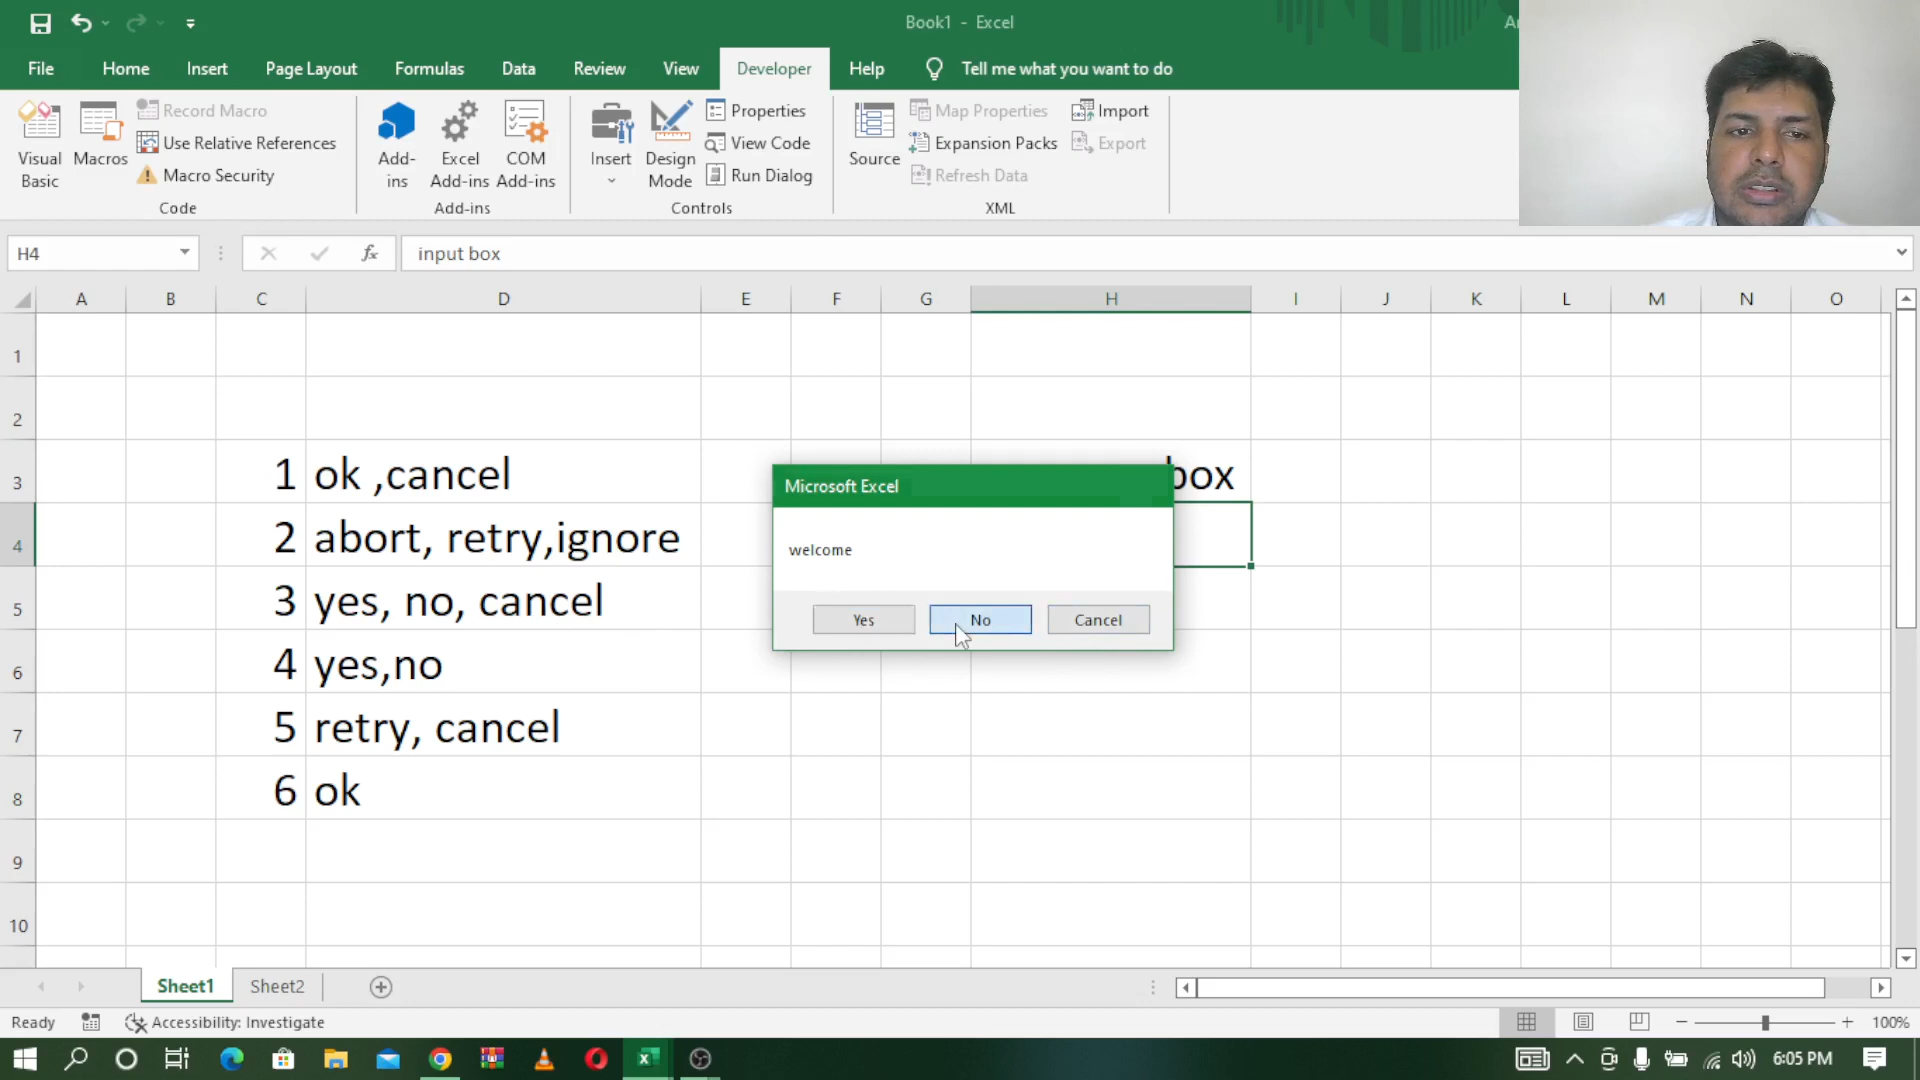 Book1 - Excel
File Home Insert Page Layout Formulas Data Review View Developer Help Tell me what you want to do
Visual Basic
Macros
Record Macro
Use Relative References
Macro Security
Code
Add-ins
Excel Add-ins
COM Add-ins
Add-ins
Insert
Design Mode
Properties
View Code
Run Dialog
Controls
Source
Map Properties
Expansion Packs
Refresh Data
Import
Export
XML
H4
fx
input box
A B C D E F G H I J K L M N O
1
2
3 1 ok ,cancel box
4 2 abort, retry,ignore
5 3 yes, no, cancel
6 4 yes,no
7 5 retry, cancel
8 6 ok
9
10
Microsoft Excel
welcome
Yes No Cancel
Sheet1 Sheet2
Ready Accessibility: Investigate 100%
6:05 PM